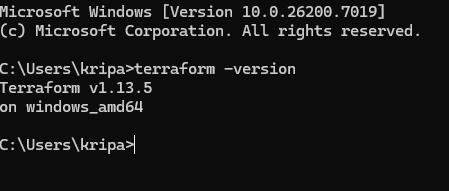 Microsoft Windows [Version 10.0.26200.7019]
(c) Microsoft Corporation. All rights reserved.
C:\Users\kripa>terraform -version
Terraform v1.13.5
on windows_amd64
C:\Users\kripa>